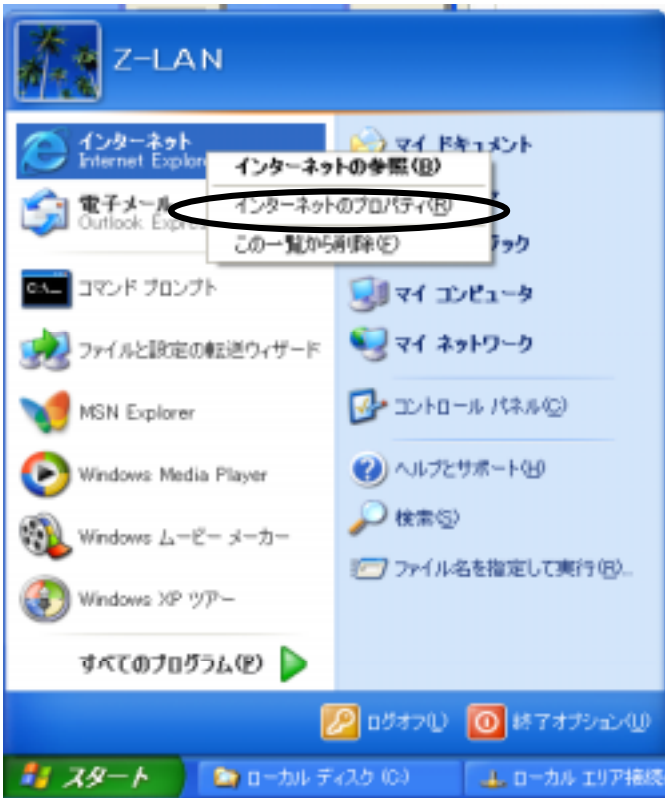 Z-LAN
インターネット
Internet Explor
電子メール
Outlook Expre
コマンド プロンプト
ファイルと設定の転送ウィザード
MSN Explorer
Windows Media Player
Windows ムービー メーカー
Windows XP ツアー
すべてのプログラム(P)
インターネットの参照(B)
インターネットのプロパティ(R)
この一覧から削除(F)
マイ ドキュメント
マイ コンピュータ
マイ ネットワーク
コントロール パネル(C)
ヘルプとサポート(H)
検索(S)
ファイル名を指定して実行(R)...
ログオフ(L)
終了オプション(U)
スタート
ローカル ディスク (C:)
ローカル エリア接続